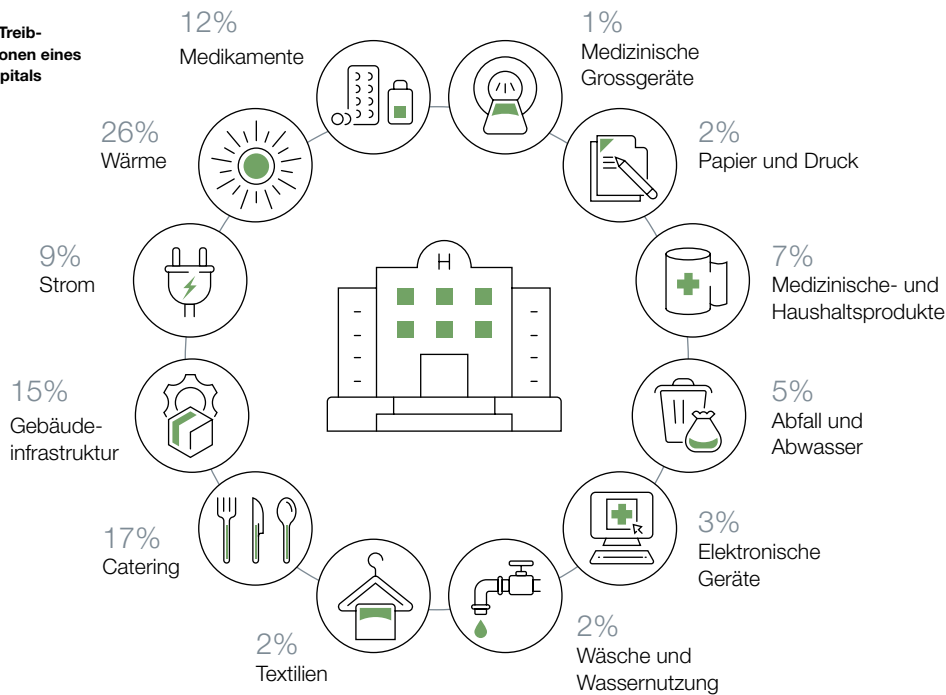 Treib-
onen eines
pitals
12%
Medikamente
1%
Medizinische
Grossgeräte
26%
Wärme
2%
Papier und Druck
9%
Strom
H
7%
Medizinische- und
Haushaltsprodukte
15%
Gebäude-
infrastruktur
5%
Abfall und
Abwasser
17%
Catering
3%
Elektronische
Geräte
2%
Textilien
2%
Wäsche und
Wassernutzung